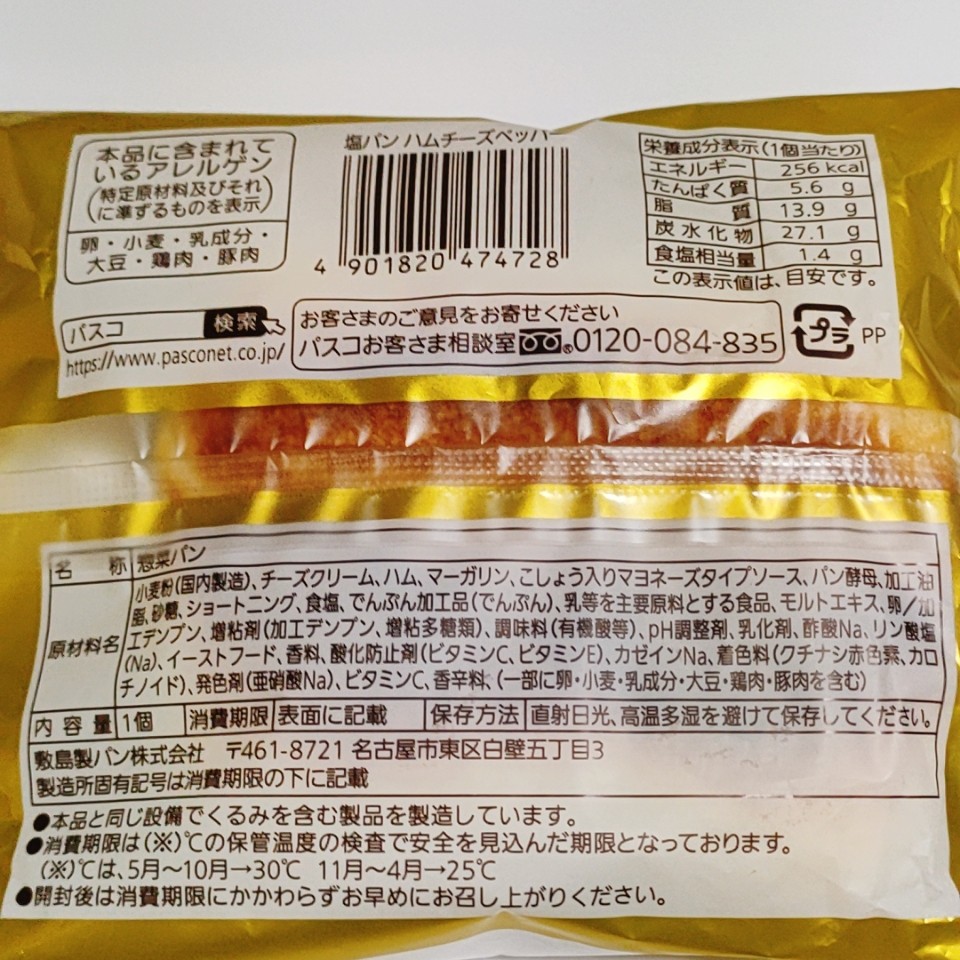 本品に含まれて
いるアレルゲン
(特定原材料及びそれ
に準ずるものを表示)
卵・小麦・乳成分・
大豆・鶏肉・豚肉
塩パン ハムチーズペッパー
4 901820 474728
栄養成分表示(1個当たり)
エネルギー 256 kcal
たんぱく質 5.6 g
脂質 13.9 g
炭水化物 27.1 g
食塩相当量 1.4 g
この表示値は、目安です。
パスコ 検索
https://www.pasconet.co.jp/
お客さまのご意見をお寄せください
パスコお客さま相談室 0120-084-835
プラ PP
名称 惣菜パン
原材料名 小麦粉(国内製造)、チーズクリーム、ハム、マーガリン、こしょう入りマヨネーズタイプソース、パン酵母、加工油
脂、砂糖、ショートニング、食塩、でんぷん加工品(でんぷん)、乳等を主要原料とする食品、モルトエキス、卵/加
工デンプン、増粘剤(加工デンプン、増粘多糖類)、調味料(有機酸等)、pH調整剤、乳化剤、酢酸Na、リン酸塩
(Na)、イーストフード、香料、酸化防止剤(ビタミンC、ビタミンE)、カゼインNa、着色料(クチナシ赤色素、カロ
チノイド)、発色剤(亜硝酸Na)、ビタミンC、香辛料、(一部に卵・小麦・乳成分・大豆・鶏肉・豚肉を含む)
内容量 1個 消費期限 表面に記載 保存方法 直射日光、高温多湿を避けて保存してください。
敷島製パン株式会社 〒461-8721 名古屋市東区白壁五丁目3
製造所固有記号は消費期限の下に記載
●本品と同じ設備でくるみを含む製品を製造しています。
●消費期限は(※)℃の保管温度の検査で安全を見込んだ期限となっております。
(※)℃は、5月~10月→30℃ 11月~4月→25℃
●開封後は消費期限にかかわらずお早めにお召し上がりください。